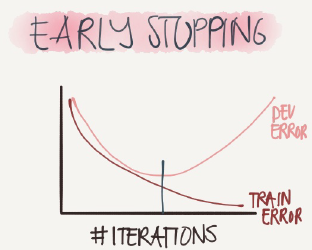 EARLY STOPPING
DEV
ERROR
TRAIN
ERROR
#ITERATIONS